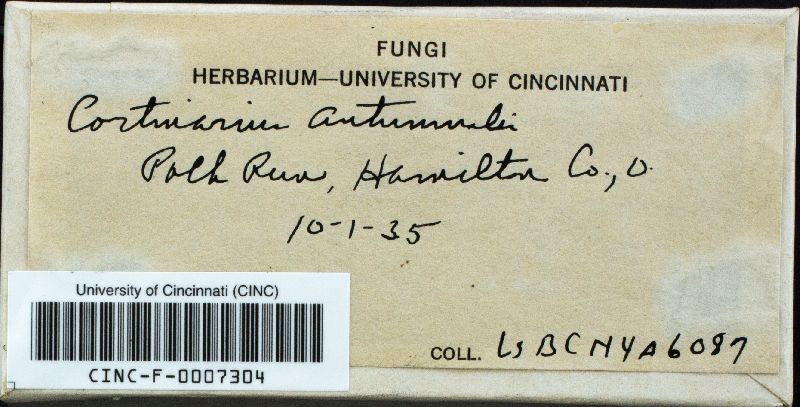 FUNGI
HERBARIUM—UNIVERSITY OF CINCINNATI
Cortinarius autumnalis
Polk Run, Hamilton Co., O.
10-1-35
University of Cincinnati (CINC)
CINC-F-0007304
COLL. LSBCNYA6087